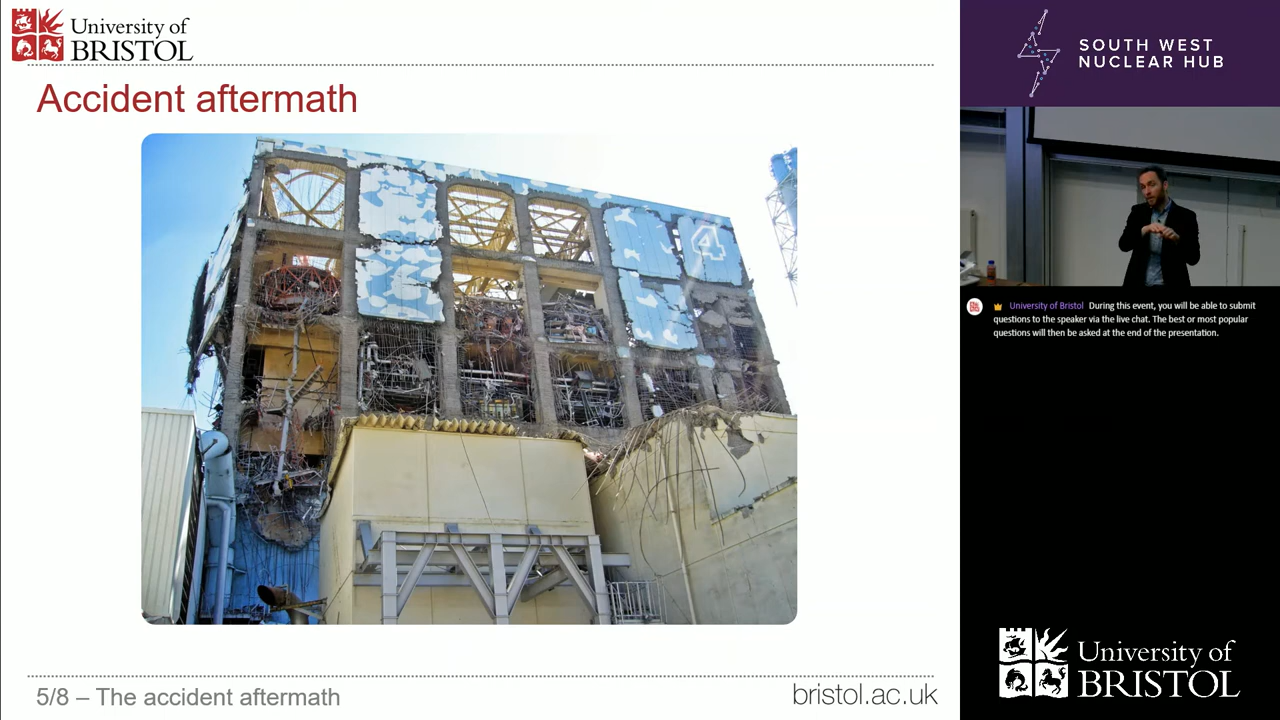 University of
BRISTOL
Accident aftermath
4
5/8 – The accident aftermath
bristol.ac.uk
SOUTH WEST
NUCLEAR HUB
University of Bristol During this event, you will be able to submit
questions to the speaker via the live chat. The best or most popular
questions will then be asked at the end of the presentation.
University of
BRISTOL